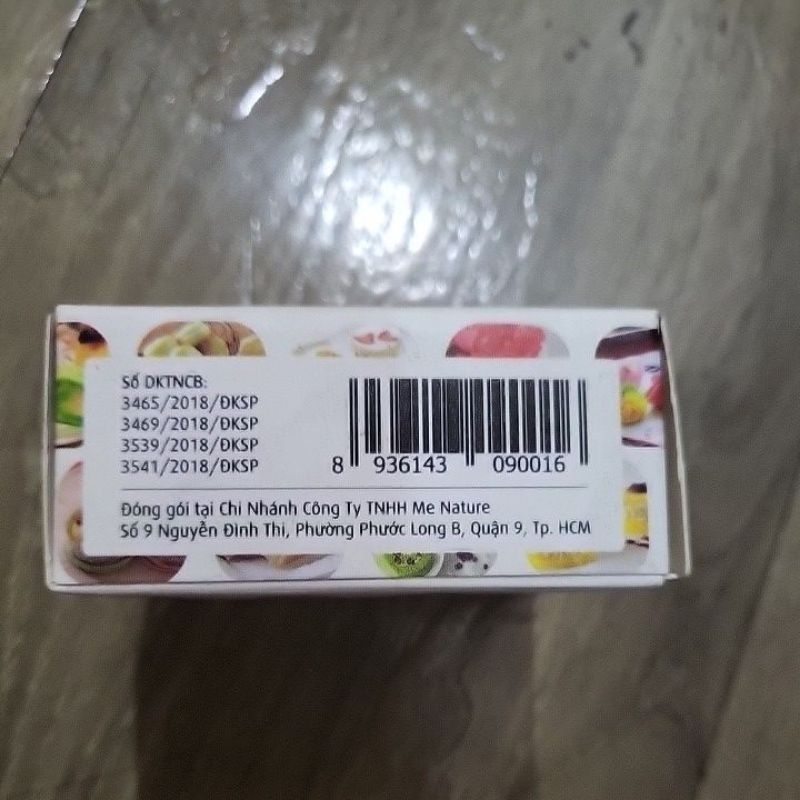 Số DKTNCB:
3465/2018/ĐKSP
3469/2018/ĐKSP
3539/2018/ĐKSP
3541/2018/ĐKSP
8 936143 090016
Đóng gói tại Chi Nhánh Công Ty TNHH Me Nature
Số 9 Nguyễn Đình Thi, Phường Phước Long B, Quận 9, Tp. HCM